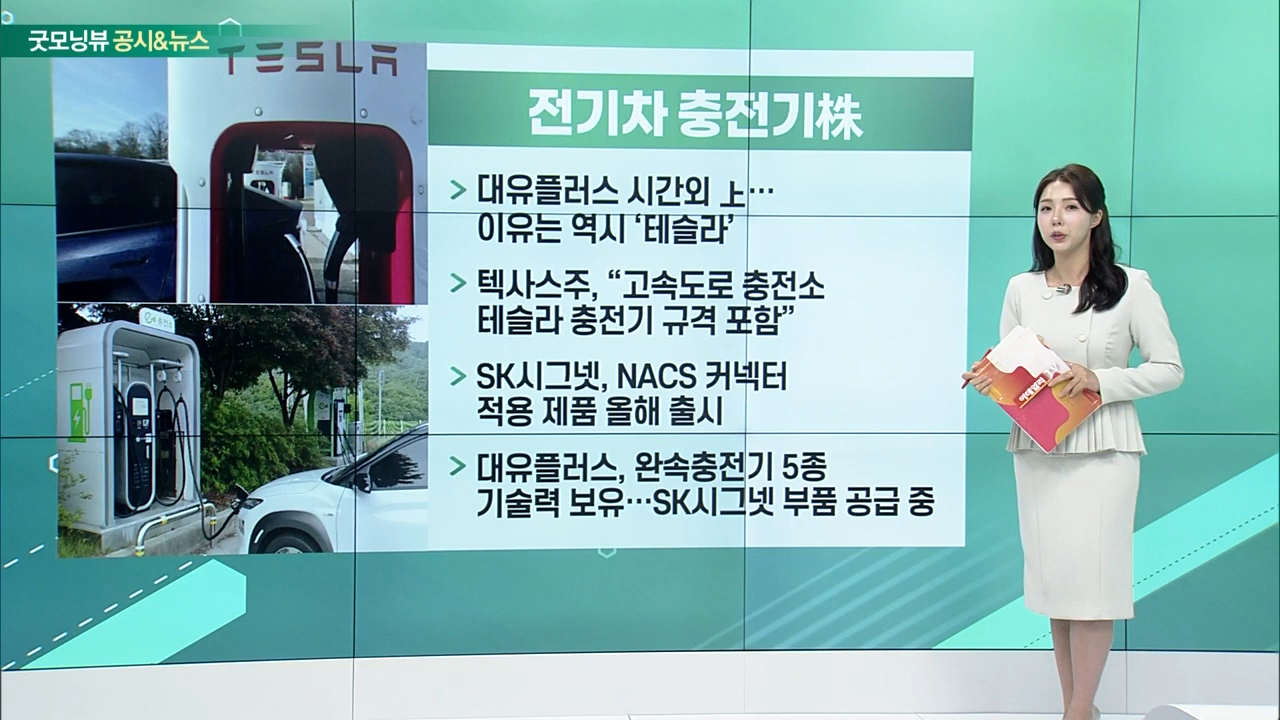 굿모닝뷰 공시&뉴스
TESLA
전기차 충전기株
대유플러스 시간외 上…
이유는 역시 ‘테슬라’
텍사스주, “고속도로 충전소
테슬라 충전기 규격 포함”
SK시그넷, NACS 커넥터
적용 제품 올해 출시
대유플러스, 완속충전기 5종
기술력 보유…SK시그넷 부품 공급 중
이데일리